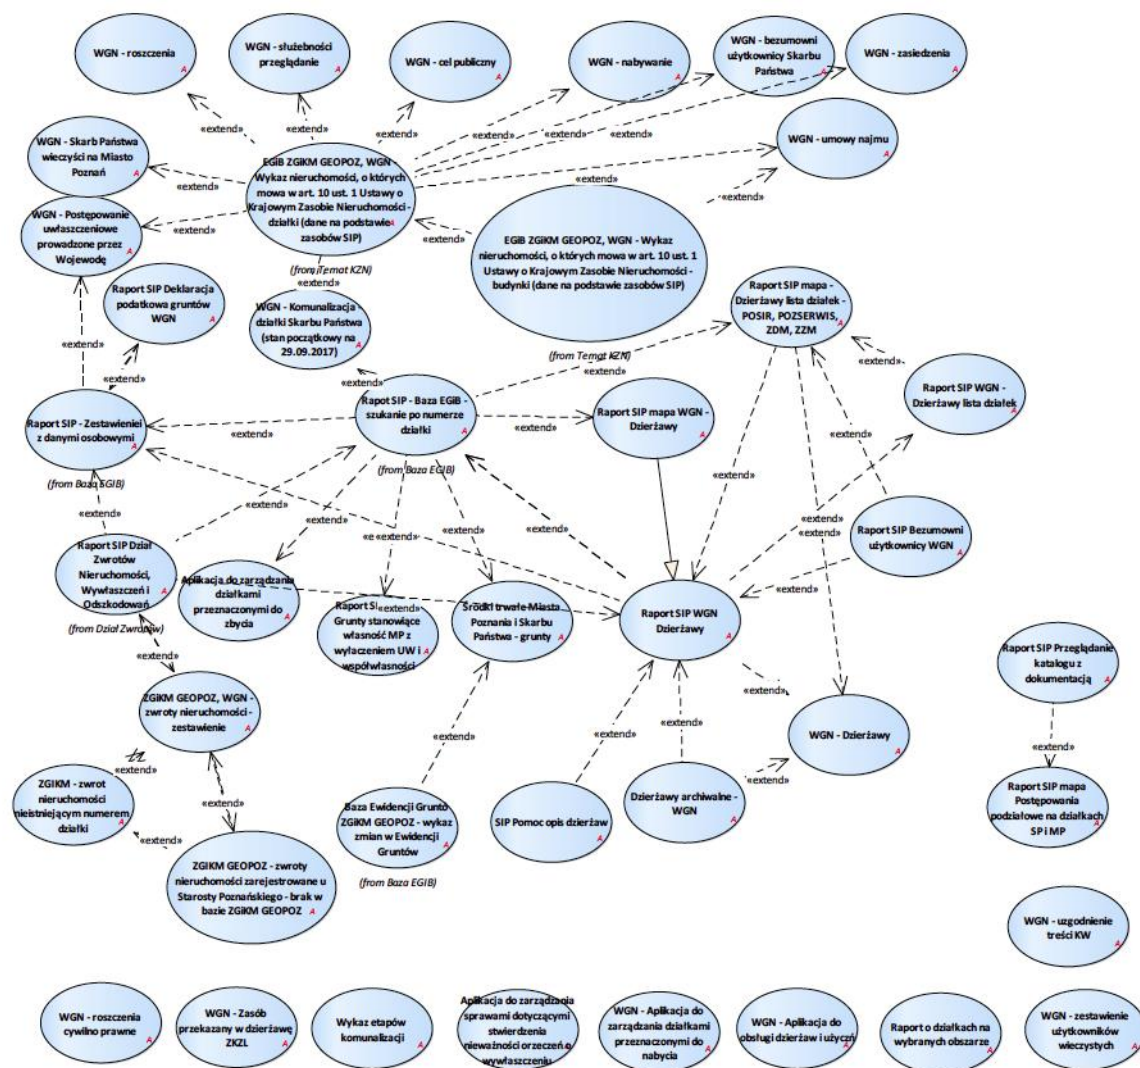 WGN - roszczenia
WGN - służebności
przeglądanie
WGN - cel publiczny
WGN - nabywanie
WGN - bezumowni
użytkownicy Skarbu
Państwa
WGN - zasiedzenia
«extend»
«extend»
«extend»
«extend»
«extend»
«extend»
WGN - umowy najmu
WGN - Skarb Państwa
wieczyści na Miasto
Poznań
«extend»
EGiB ZGiKM GEOPOZ, WGN -
Wykaz nieruchomości, o których
mowa w art. 10 ust. 1 Ustawy o
Krajowym Zasobie Nieruchomości -
działki (dane na podstawie
zasobów SIP)
(from Temat KZN)
«extend»
«extend»
WGN - Postępowanie
uwłaszczeniowe
prowadzone przez
Wojewodę
«extend»
«extend»
EGiB ZGiKM GEOPOZ, WGN - Wykaz
nieruchomości, o których mowa w art. 10 ust. 1
Ustawy o Krajowym Zasobie Nieruchomości -
budynki (dane na podstawie zasobów SIP)
(from Temat KZN)
«extend»
Raport SIP Deklaracja
podatkowa gruntów
WGN
WGN - Komunalizacja -
działki Skarbu Państwa
(stan początkowy na
29.09.2017)
Raport SIP mapa -
Dzierżawy lista działek -
POSIR, POZSERWIS,
ZDM, ZZM
«extend»
«extend»
«extend»
«extend»
«extend»
Raport SIP - Zestawieniei
z danymi osobowymi
(from Baza EGIB)
«extend»
Rapot SIP - Baza EGiB -
szukanie po numerze
działki
(from Baza EGIB)
«extend»
Raport SIP mapa WGN -
Dzierżawy
Raport SIP WGN -
Dzierżawy lista działek
«extend»
«extend»
«extend»
«extend»
«extend»
«extend»
«extend»
«extend»
«extend»
«extend»
«extend»
«extend»
«extend»
Raport SIP Bezumowni
użytkownicy WGN
«extend»
Raport SIP Dział
Zwrotów
Nieruchomości,
Wywłaszczeń i
Odszkodowań
(from Dział Zwrotów)
Aplikacja do zarządzania
działkami
przeznaczonymi do
zbycia
Grunty stanowiące
własność MP z
wyłaczeniem UW i
współwłasności
«extend»
Środki trwałe Miasta
Poznania i Skarbu
Państwa - grunty
Raport SIP WGN
Dzierżawy
«extend»
Raport SIP Przeglądanie
katalogu z
dokumentacją
«extend»
ZGiKM GEOPOZ, WGN -
zwroty nieruchomości -
zestawienie
«extend»
«extend»
«extend»
«extend»
WGN - Dzierżawy
«extend»
«extend»
ZGIKM - zwrot
nieruchomości
nieistniejącym numerem
działki
«extend»
«extend»
Baza Ewidencji Gruntó
ZGiKM GEOPOZ - wykaz
zmian w Ewidencji
Gruntów
(from Baza EGIB)
SIP Pomoc opis dzierżaw
Dzierżawy archiwalne -
WGN
Raport SIP mapa
Postępowania
podziałowe na działkach
SP i MP
«extend»
ZGIKM GEOPOZ - zwroty
nieruchomości zarejestrowane u
Starosty Poznańskiego - brak w
bazie ZGiKM GEOPOZ
WGN - uzgodnienie
treści KW
WGN - roszczenia
cywilno prawne
WGN - Zasób
przekazany w dzierżawę
ZKZL
Wykaz etapów
komunalizacji
Aplikacja do zarządzania
sprawami dotyczącymi
stwierdzenia
nieważności orzeczeń o
wywłaszczeniu
WGN - Aplikacja do
zarządzania działkami
przeznaczonymi do
nabycia
WGN - Aplikacja do
obsługi dzierżaw i użyczń
Raport o działkach na
wybranych obszarze
WGN - zestawienie
użytkowników
wieczystych